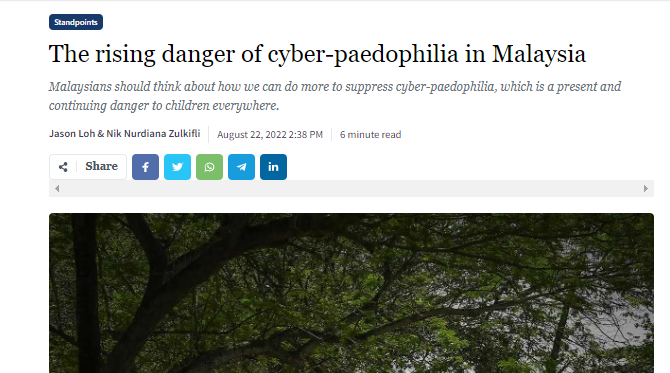 Standpoints
The rising danger of cyber-paedophilia in Malaysia
Malaysians should think about how we can do more to suppress cyber-paedophilia, which is a present and
continuing danger to children everywhere.
Jason Loh & Nik Nurdiana Zulkifli August 22, 2022 2:38 PM 6 minute read
Share